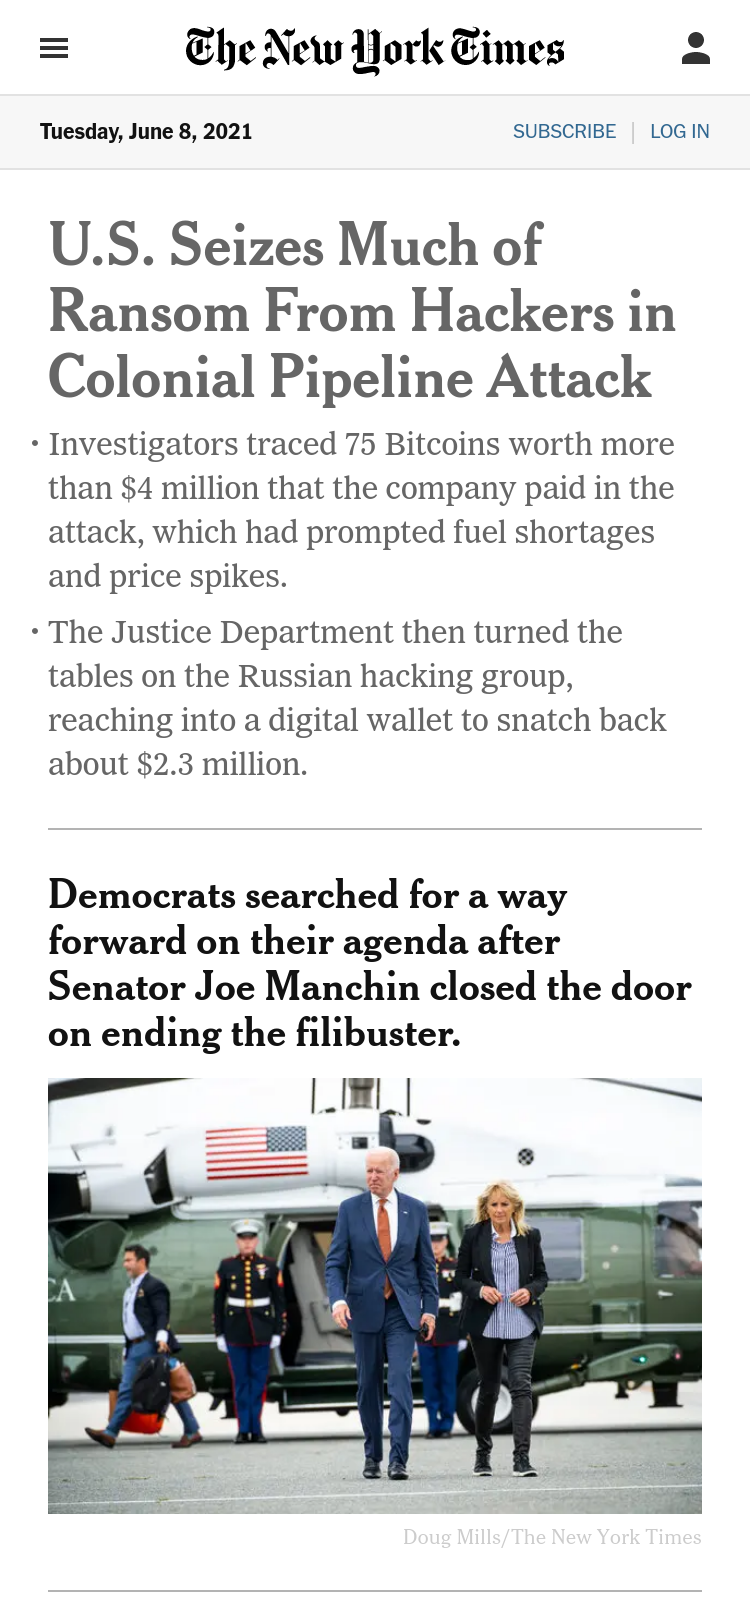 The New York Times
Tuesday, June 8, 2021
SUBSCRIBE | LOG IN
U.S. Seizes Much of
Ransom From Hackers in
Colonial Pipeline Attack
• Investigators traced 75 Bitcoins worth more
than $4 million that the company paid in the
attack, which had prompted fuel shortages
and price spikes.
• The Justice Department then turned the
tables on the Russian hacking group,
reaching into a digital wallet to snatch back
about $2.3 million.
Democrats searched for a way
forward on their agenda after
Senator Joe Manchin closed the door
on ending the filibuster.
CA
Doug Mills/The New York Times